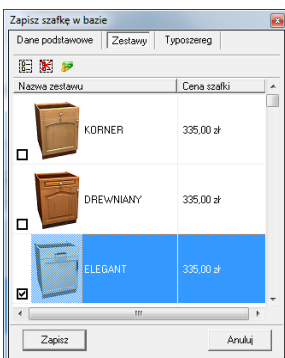 Zapisz szafkę w bazie
Dane podstawowe Zestawy Typoszereg
Nazwa zestawu Cena szafki
KORNER 335,00 zł
DREWNIANY 335,00 zł
ELEGANT 335,00 zł
Zapisz Anuluj